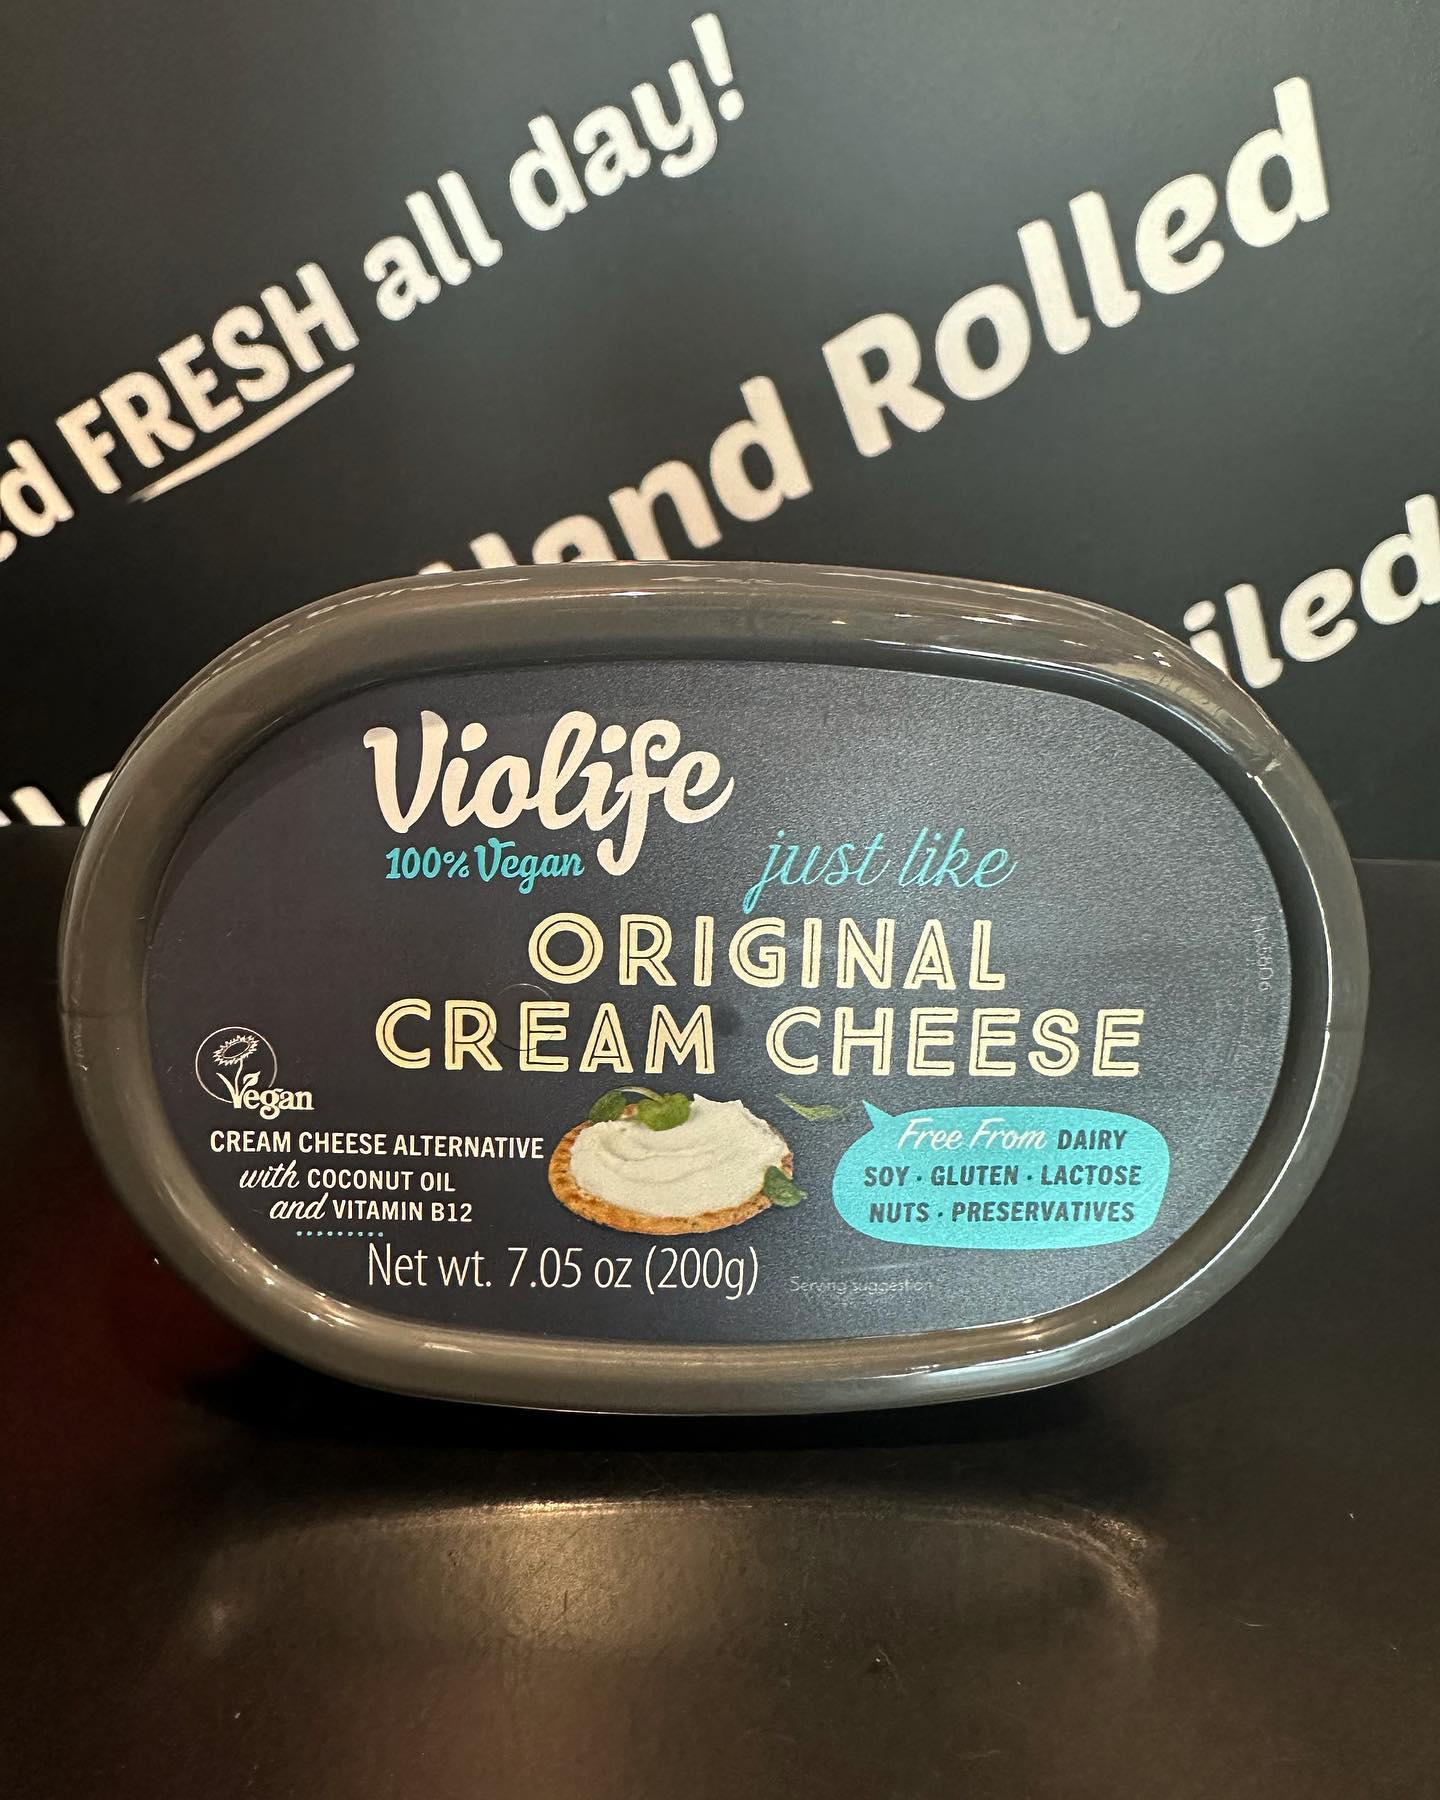 FRESH all day!
Rolled
Violife
100% Vegan
just like
ORIGINAL
CREAM CHEESE
Vegan
CREAM CHEESE ALTERNATIVE
with COCONUT OIL
and VITAMIN B12
Free From DAIRY
SOY · GLUTEN · LACTOSE
NUTS · PRESERVATIVES
Net wt. 7.05 oz (200g)
Serving suggestion